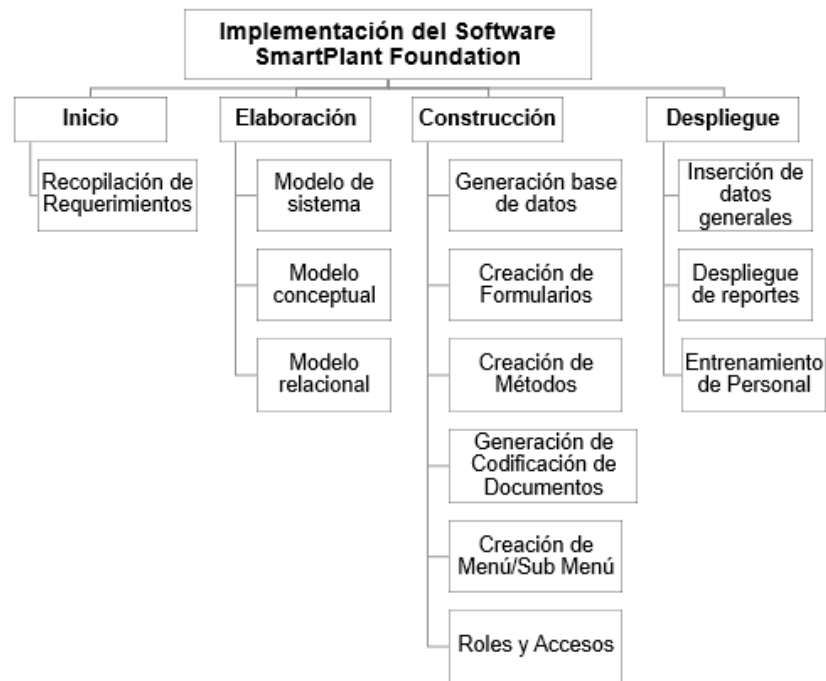 Implementación del Software
SmartPlant Foundation
Inicio
Recopilación de
Requerimientos
Elaboración
Modelo de
sistema
Modelo
conceptual
Modelo
relacional
Construcción
Generación base
de datos
Creación de
Formularios
Creación de
Métodos
Generación de
Codificación de
Documentos
Creación de
Menú/Sub Menú
Roles y Accesos
Despliegue
Inserción de
datos
generales
Despliegue
de reportes
Entrenamiento
de Personal